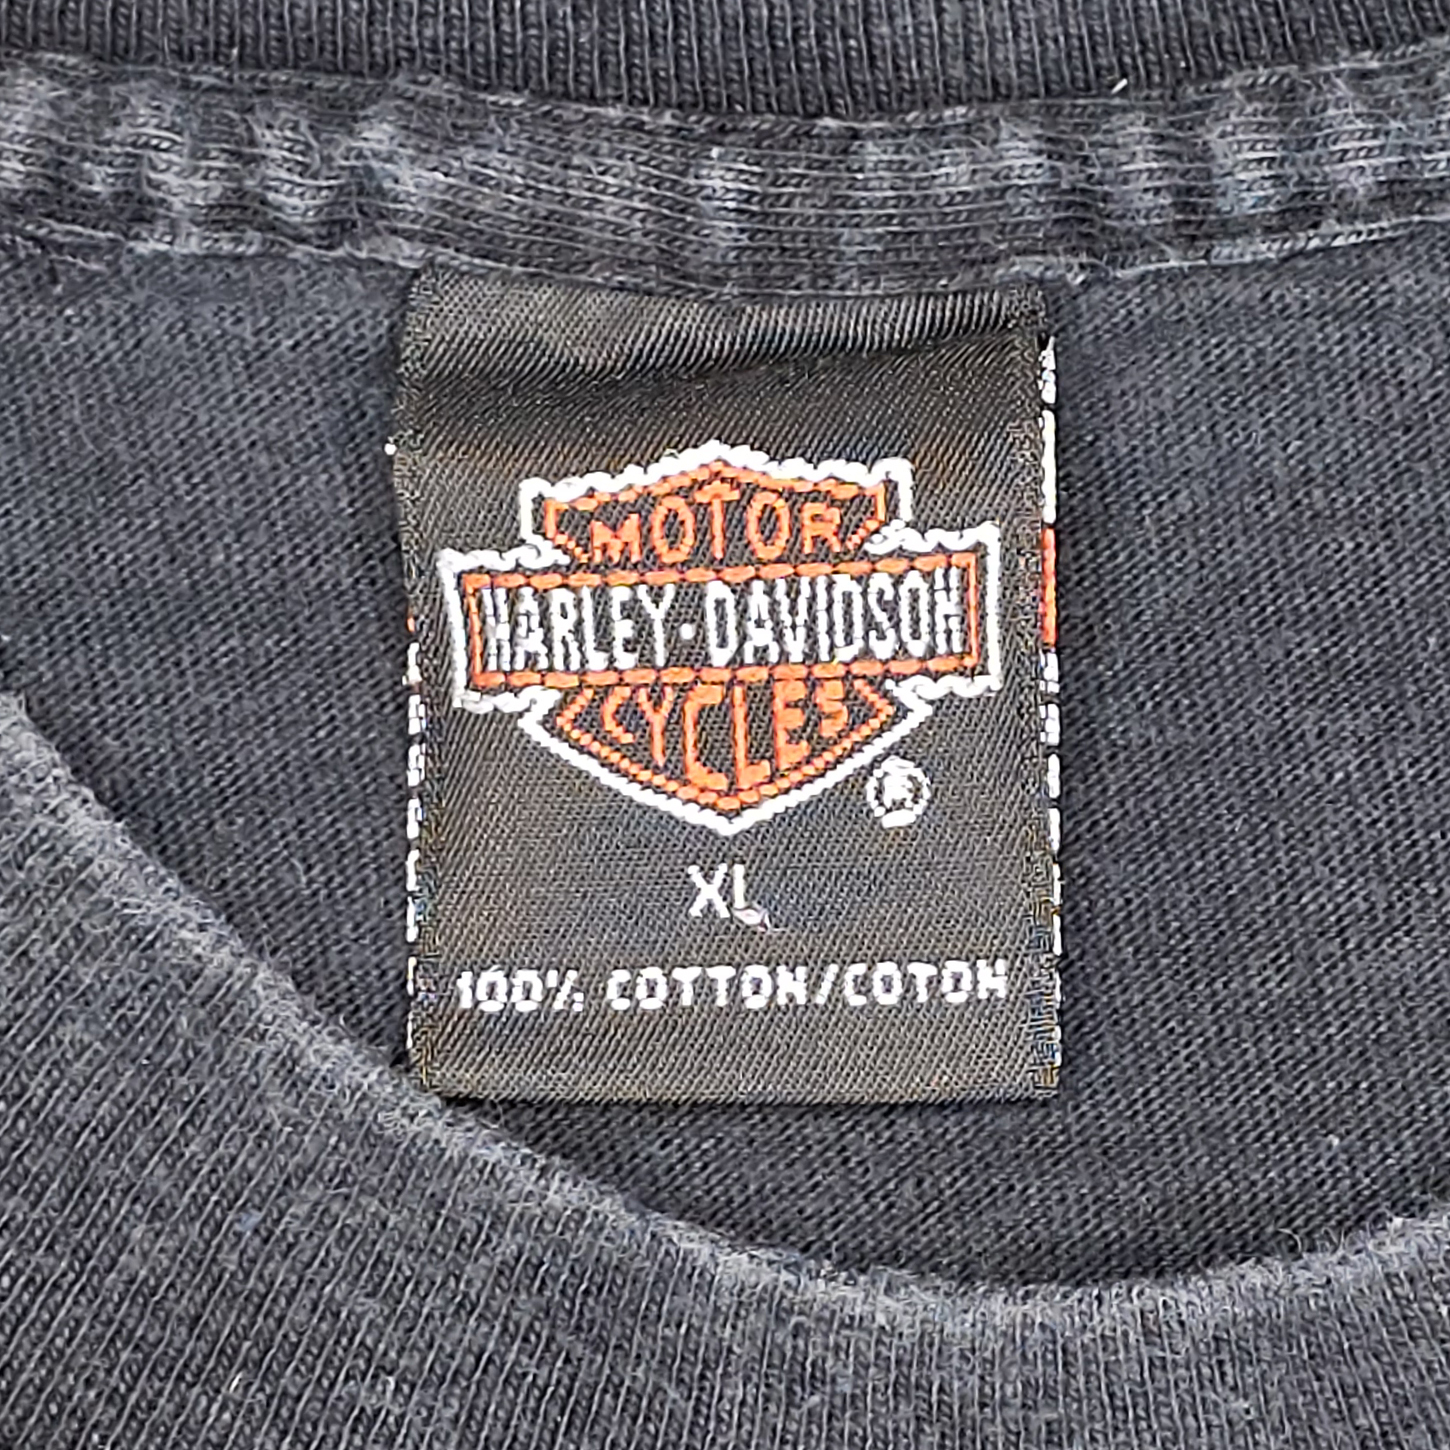 MOTOR
HARLEY-DAVIDSON
CYCLES
®
XL
100% COTTON/COTON